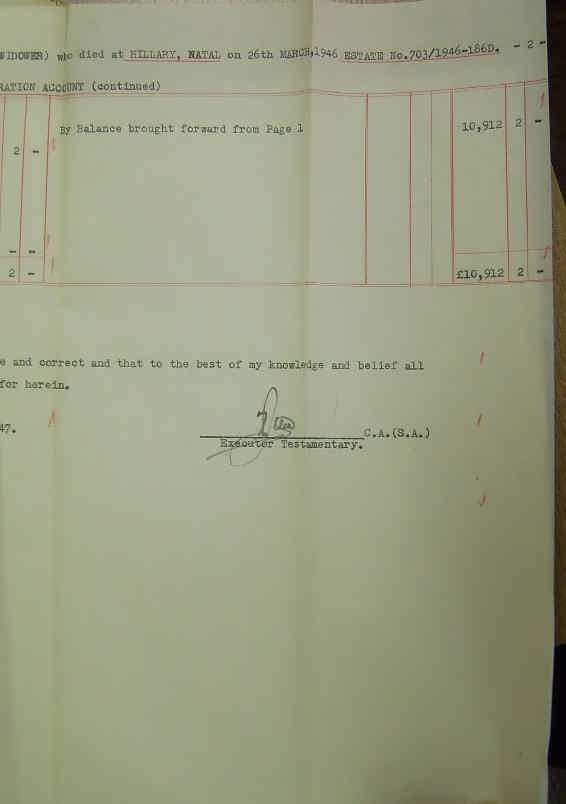 WIDOWER) who died at HILLARY, NATAL on 26th MARCH,1946 ESTATE No.703/1946-186D. - 2 -
RATION ACCOUNT (continued)
By Balance brought forward from Page 1 10,912 2 -
2 -
- -
2 - £10,912 2 -
e and correct and that to the best of my knowledge and belief all
for herein.
47.
C.A.(S.A.)
Executor Testamentary.